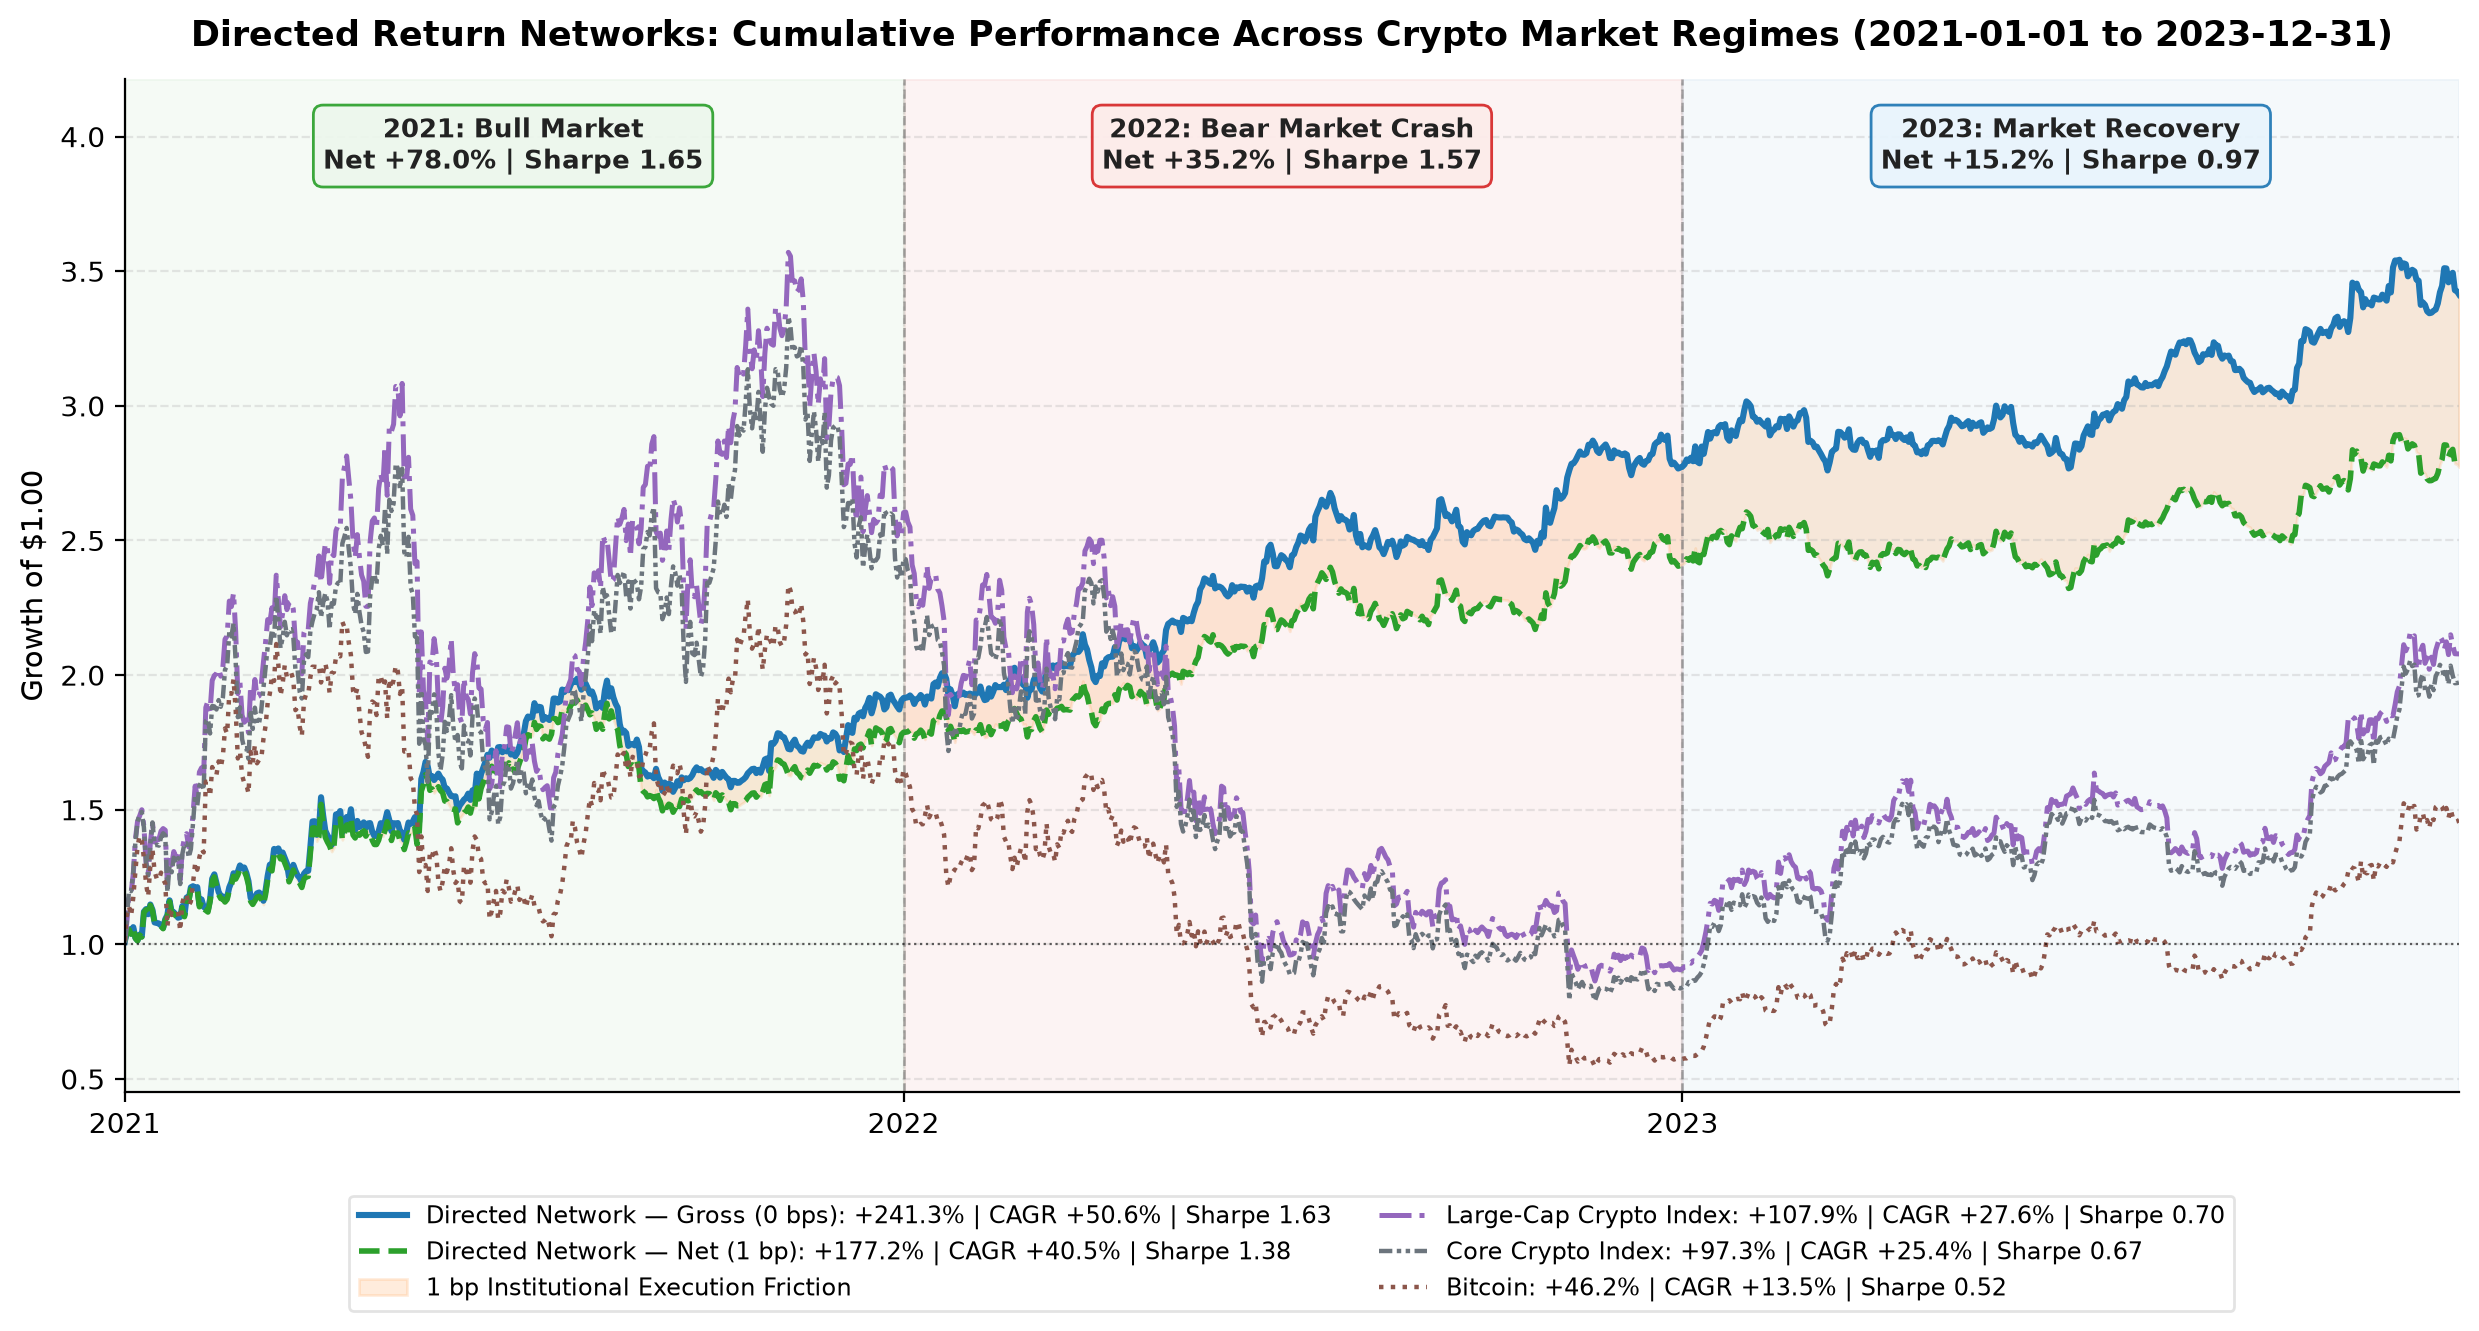 Directed Return Networks: Cumulative Performance Across Crypto Market Regimes (2021-01-01 to 2023-12-31)
2021: Bull Market
Net +78.0% | Sharpe 1.65
2022: Bear Market Crash
Net +35.2% | Sharpe 1.57
2023: Market Recovery
Net +15.2% | Sharpe 0.97
Growth of $1.00
4.0
3.5
3.0
2.5
2.0
1.5
1.0
0.5
2021
2022
2023
Directed Network — Gross (0 bps): +241.3% | CAGR +50.6% | Sharpe 1.63
Directed Network — Net (1 bp): +177.2% | CAGR +40.5% | Sharpe 1.38
1 bp Institutional Execution Friction
Large-Cap Crypto Index: +107.9% | CAGR +27.6% | Sharpe 0.70
Core Crypto Index: +97.3% | CAGR +25.4% | Sharpe 0.67
Bitcoin: +46.2% | CAGR +13.5% | Sharpe 0.52